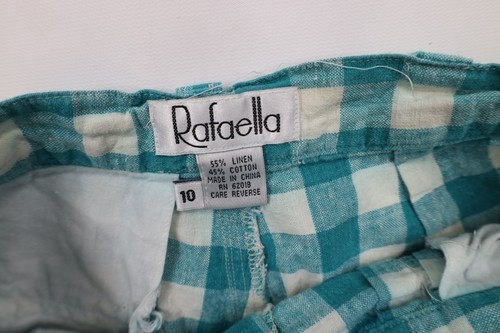 Rafaella
55% LINEN
45% COTTON
MADE IN CHINA
RN 62019
CARE REVERSE
10